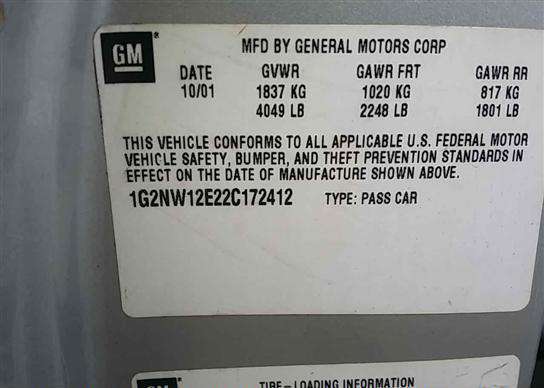 GM
MFD BY GENERAL MOTORS CORP
DATE GVWR GAWR FRT GAWR RR
10/01 1837 KG 1020 KG 817 KG
4049 LB 2248 LB 1801 LB
THIS VEHICLE CONFORMS TO ALL APPLICABLE U.S. FEDERAL MOTOR
VEHICLE SAFETY, BUMPER, AND THEFT PREVENTION STANDARDS IN
EFFECT ON THE DATE OF MANUFACTURE SHOWN ABOVE.
1G2NW12E22C172412 TYPE: PASS CAR
GM
TIRE-LOADING INFORMATION